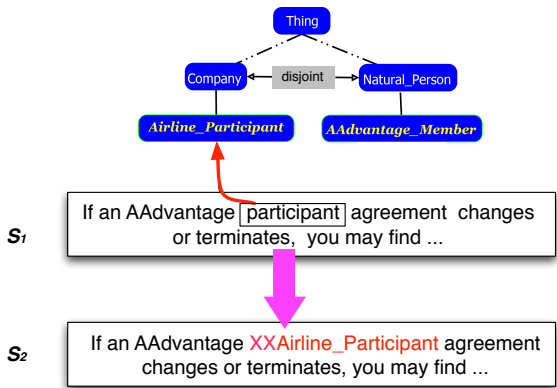 Thing
Company
disjoint
Natural_Person
Airline_Participant
AAdvantage_Member
S1
If an AAdvantage participant agreement changes
or terminates, you may find ...
S2
If an AAdvantage XXAirline_Participant agreement
changes or terminates, you may find ...